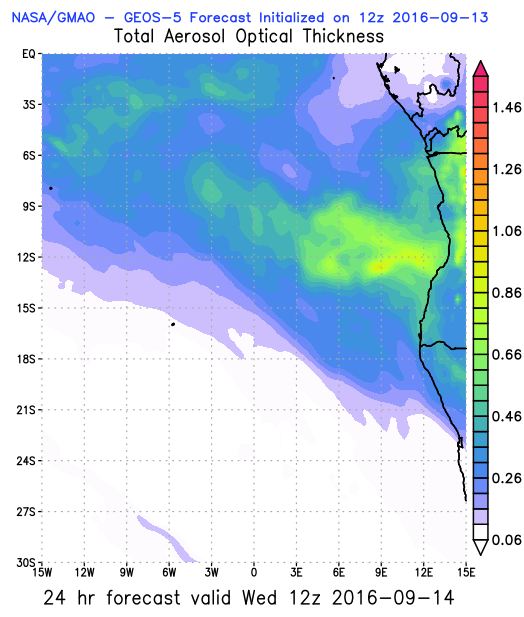 NASA/GMAO - GEOS-5 Forecast Initialized on 12z 2016-09-13
Total Aerosol Optical Thickness
EQ
3S
6S
9S
12S
15S
18S
21S
24S
27S
30S
15W 12W 9W 6W 3W 0 3E 6E 9E 12E 15E
1.46
1.26
1.06
0.86
0.66
0.46
0.26
0.06
24 hr forecast valid Wed 12z 2016-09-14